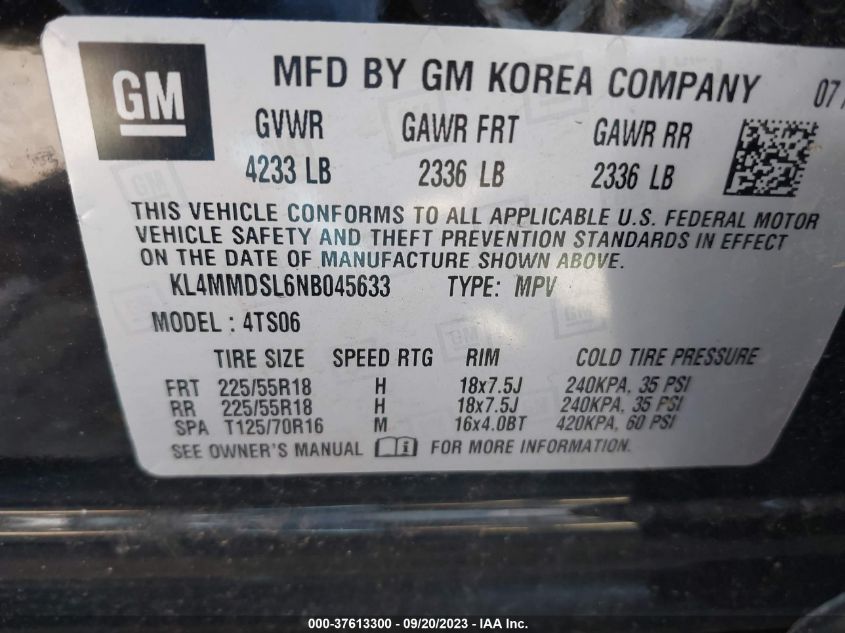 GM
MFD BY GM KOREA COMPANY 07/
GVWR GAWR FRT GAWR RR
4233 LB 2336 LB 2336 LB
THIS VEHICLE CONFORMS TO ALL APPLICABLE U.S. FEDERAL MOTOR
VEHICLE SAFETY AND THEFT PREVENTION STANDARDS IN EFFECT
ON THE DATE OF MANUFACTURE SHOWN ABOVE.
KL4MMDSL6NB045633 TYPE: MPV
MODEL : 4TS06
TIRE SIZE SPEED RTG RIM COLD TIRE PRESSURE
FRT 225/55R18 H 18x7.5J 240KPA, 35 PSI
RR 225/55R18 H 18x7.5J 240KPA, 35 PSI
SPA T125/70R16 M 16x4.0BT 420KPA, 60 PSI
SEE OWNER'S MANUAL i FOR MORE INFORMATION.
000-37613300 - 09/20/2023 - IAA Inc.